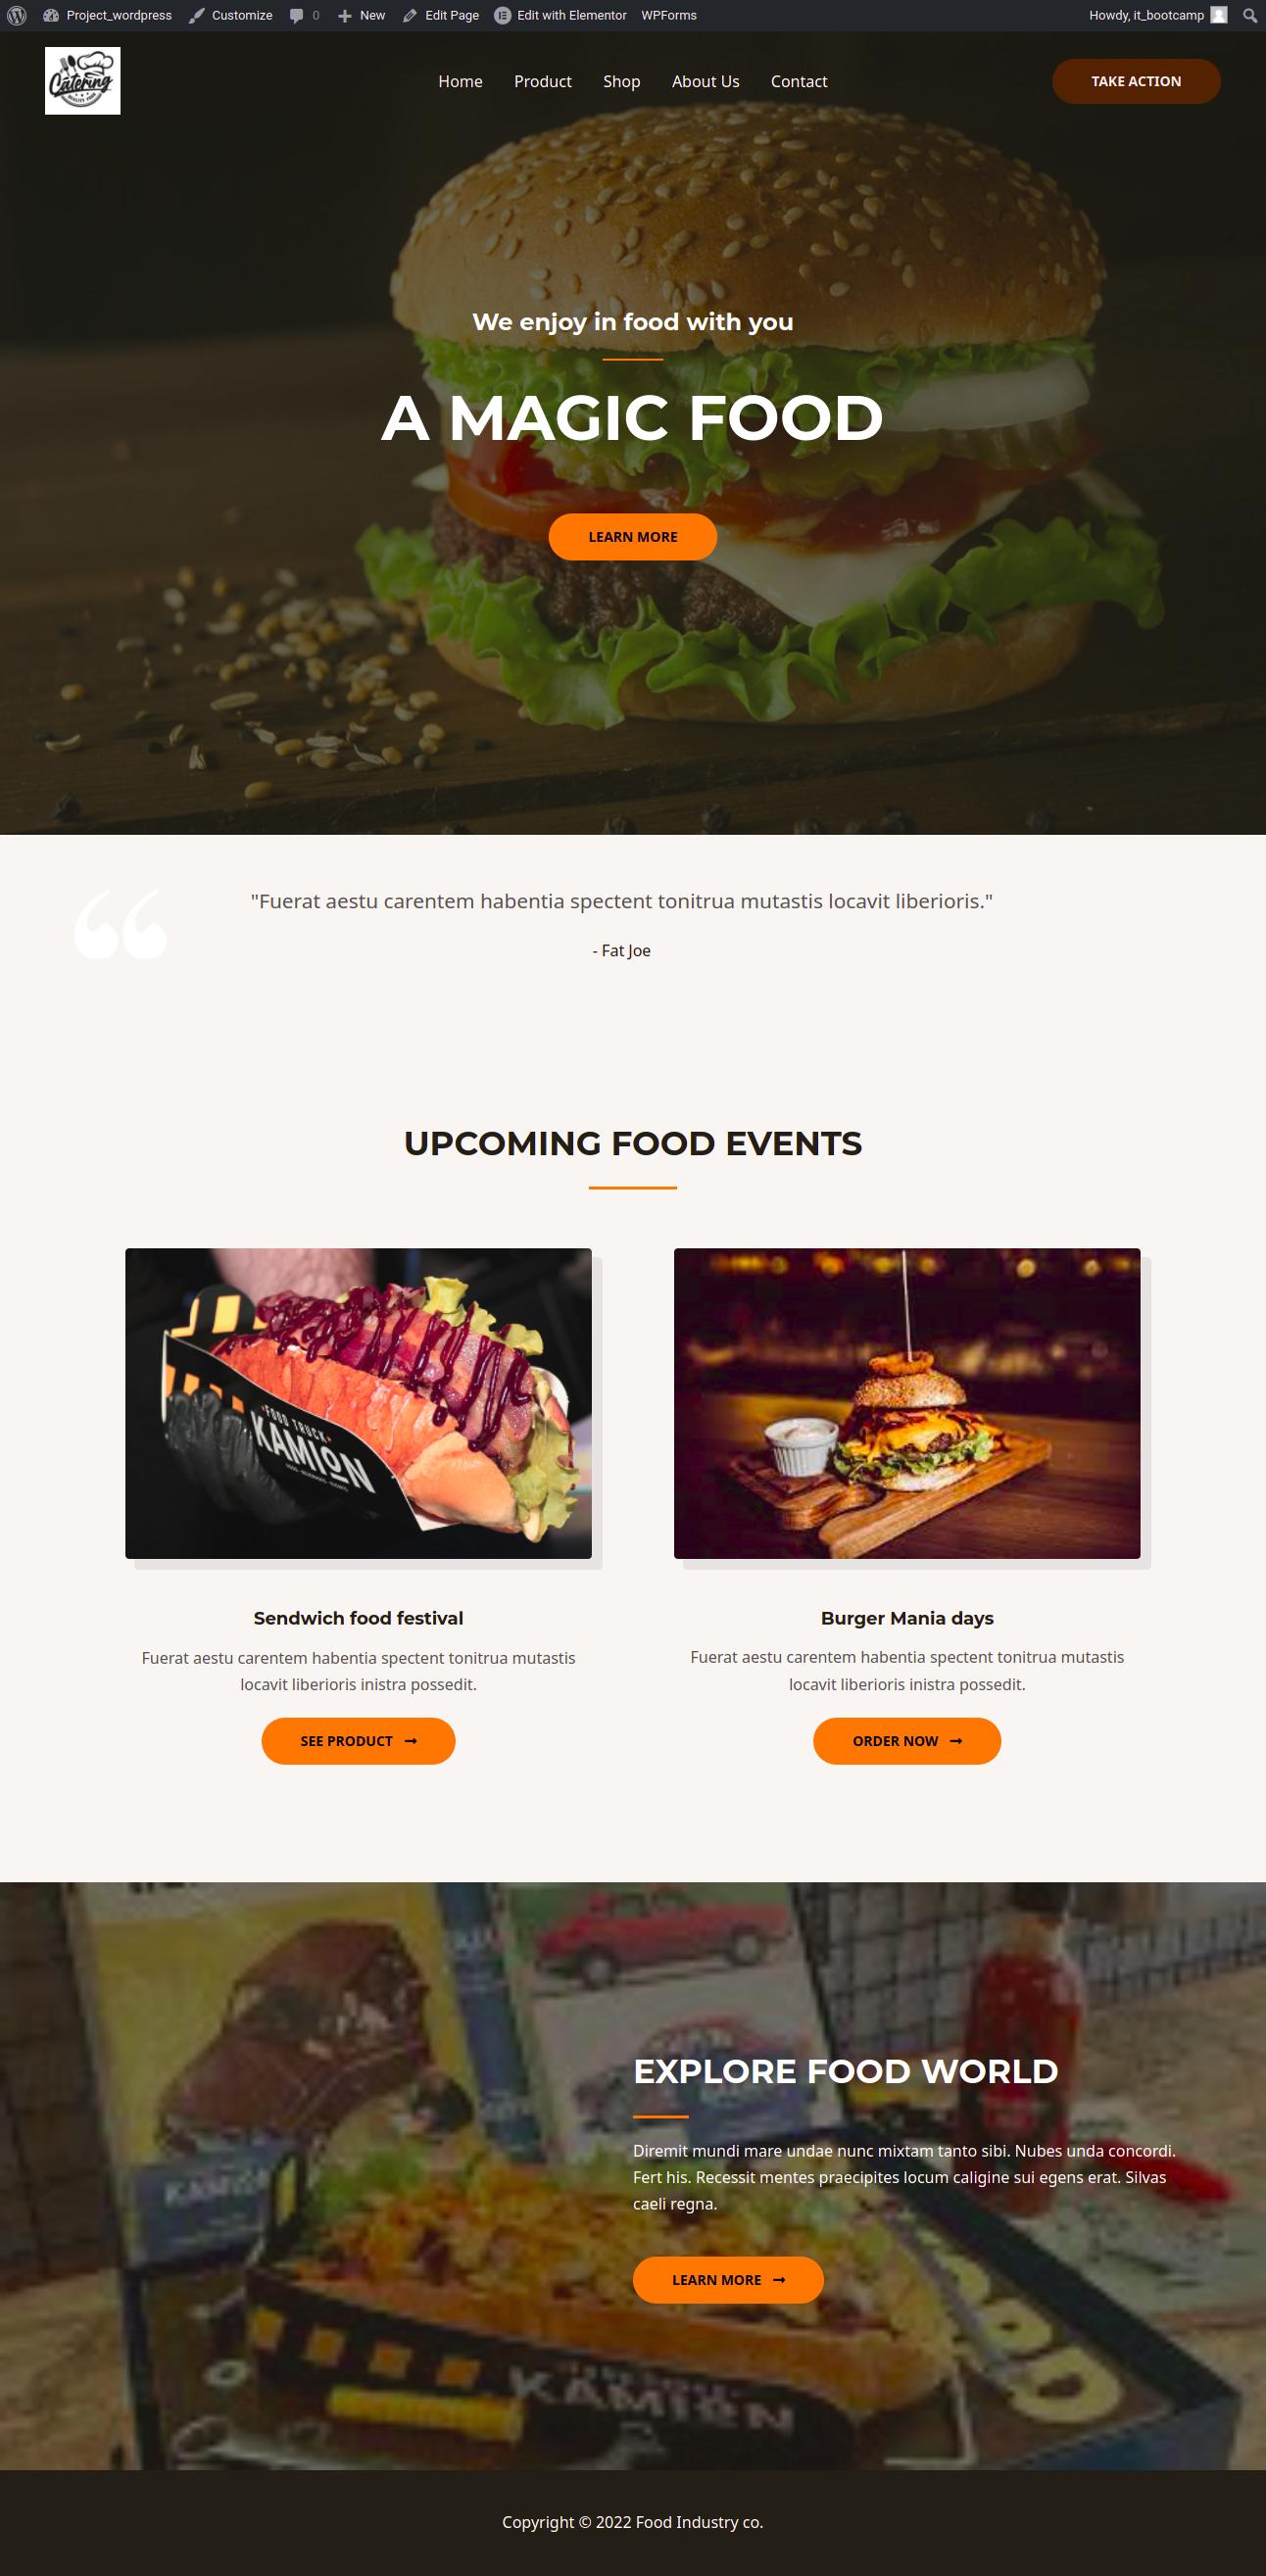 Project_wordpress Customize 0 New Edit Page Edit with Elementor WPForms Howdy, it_bootcamp
Catering
QUALITY FOOD
Home Product Shop About Us Contact
TAKE ACTION
We enjoy in food with you
A MAGIC FOOD
LEARN MORE
"Fuerat aestu carentem habentia spectent tonitrua mutastis locavit liberioris."
- Fat Joe
UPCOMING FOOD EVENTS
FOOD TRUCK
KAMION
Sendwich food festival
Fuerat aestu carentem habentia spectent tonitrua mutastis
locavit liberioris inistra possedit.
SEE PRODUCT
Burger Mania days
Fuerat aestu carentem habentia spectent tonitrua mutastis
locavit liberioris inistra possedit.
ORDER NOW
EXPLORE FOOD WORLD
Diremit mundi mare undae nunc mixtam tanto sibi. Nubes unda concordi.
Fert his. Recessit mentes praecipites locum caligine sui egens erat. Silvas
caeli regna.
LEARN MORE
KAMION
Copyright © 2022 Food Industry co.